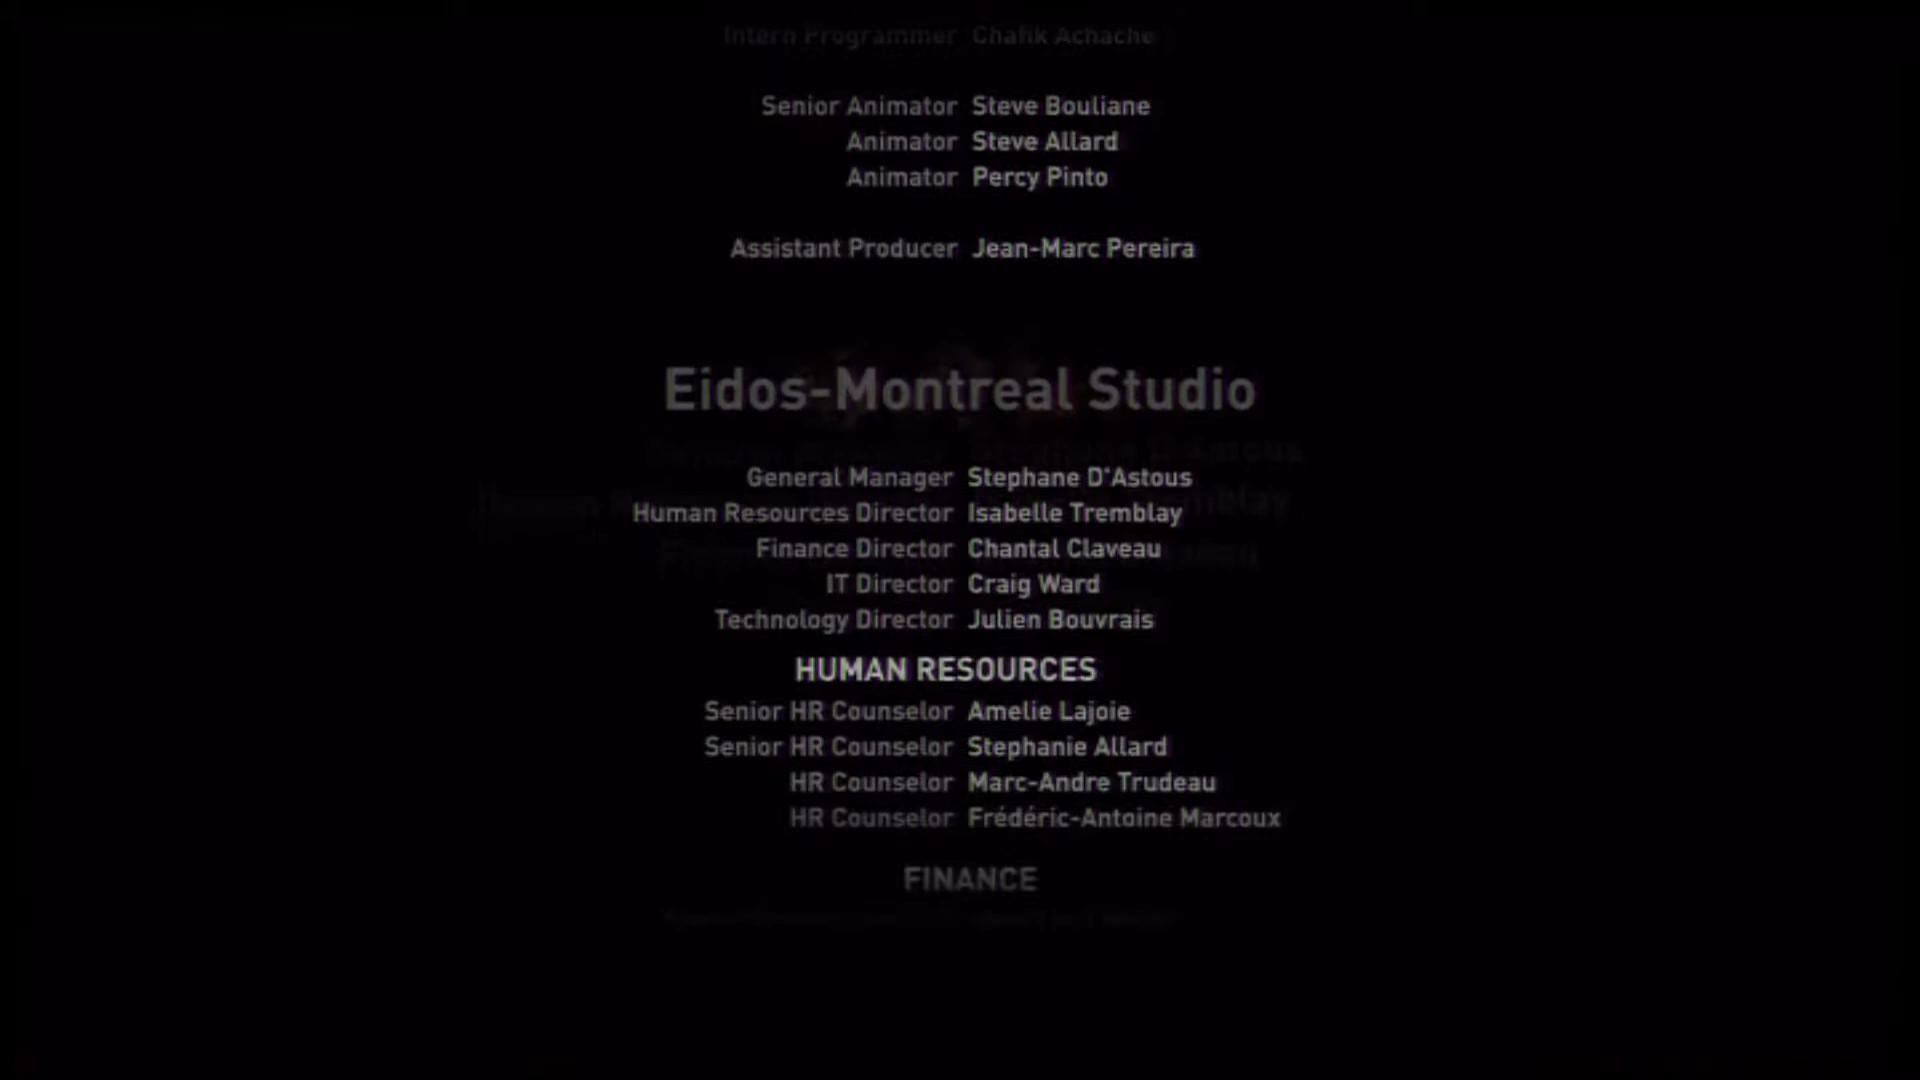 Intern Programmer Chafik Achache
Senior Animator Steve Bouliane
Animator Steve Allard
Animator Percy Pinto
Assistant Producer Jean-Marc Pereira
Eidos-Montreal Studio
General Manager Stephane D'Astous
Human Resources Director Isabelle Tremblay
Finance Director Chantal Claveau
IT Director Craig Ward
Technology Director Julien Bouvrais
HUMAN RESOURCES
Senior HR Counselor Amelie Lajoie
Senior HR Counselor Stephanie Allard
HR Counselor Marc-Andre Trudeau
HR Counselor Frédéric-Antoine Marcoux
FINANCE